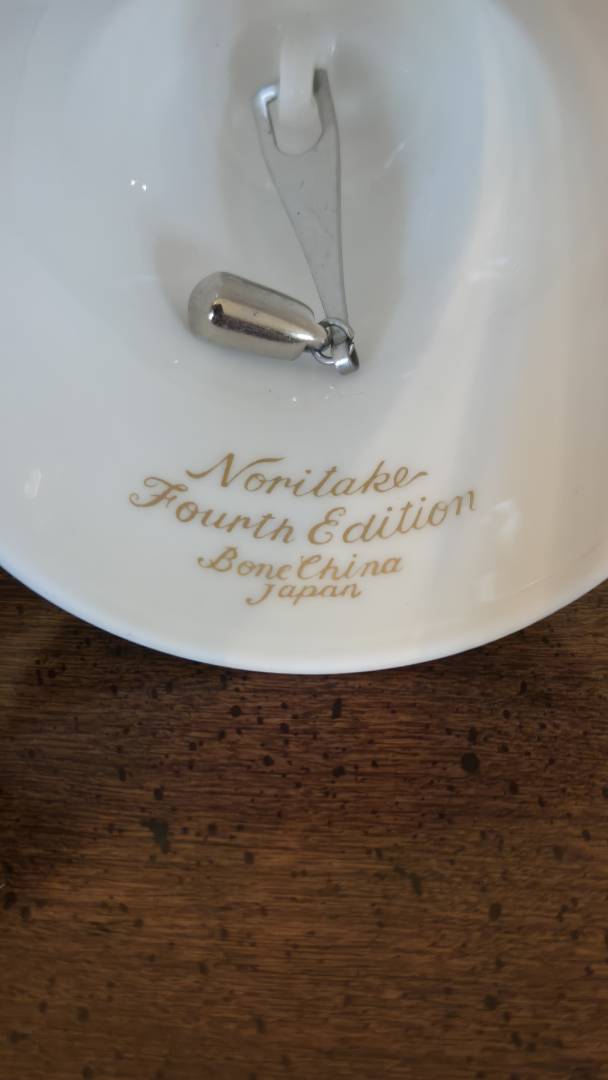 Noritake
Fourth Edition
Bone China
Japan